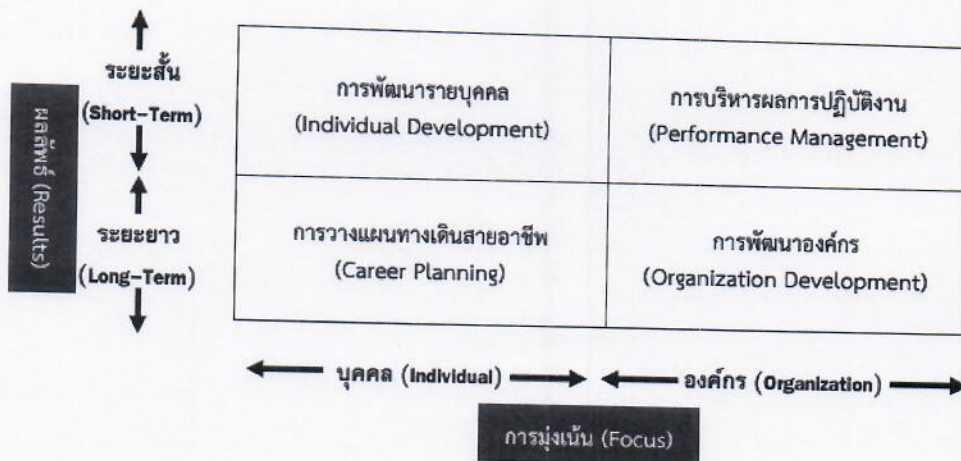 ผลลัพธ์ (Results)
ระยะสั้น
(Short-Term)
ระยะยาว
(Long-Term)
การพัฒนารายบุคคล
(Individual Development)
การบริหารผลการปฏิบัติงาน
(Performance Management)
การวางแผนทางเดินสายอาชีพ
(Career Planning)
การพัฒนาองค์กร
(Organization Development)
บุคคล (Individual)
องค์กร (Organization)
การมุ่งเน้น (Focus)